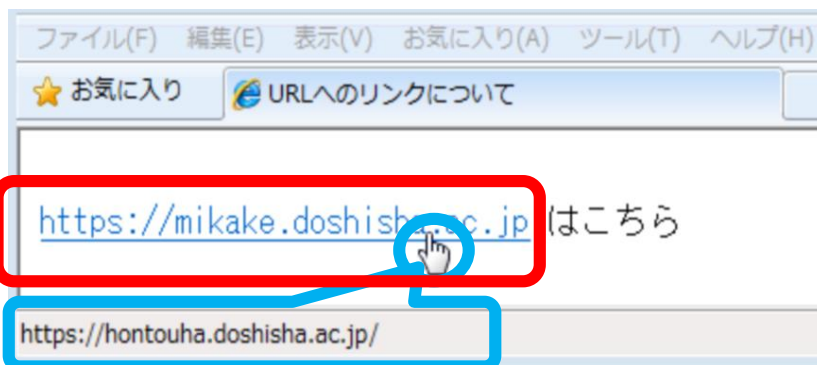 ファイル(F) 編集(E) 表示(V) お気に入り(A) ツール(T) ヘルプ(H)
お気に入り URLへのリンクについて
https://mikake.doshisha.ac.jp はこちら
https://hontouha.doshisha.ac.jp/